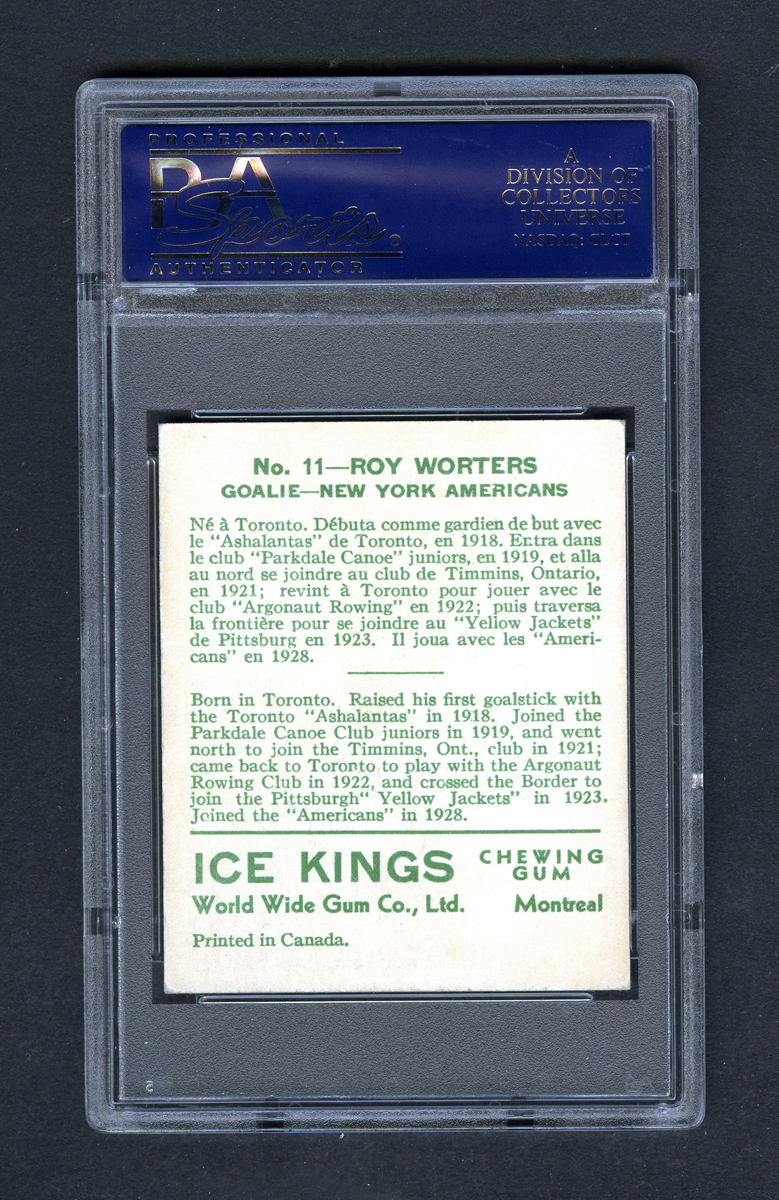 PROFESSIONAL
PSA
Sports®
AUTHENTICATOR
A
DIVISION OF
COLLECTORS
UNIVERSE
NASDAQ: CLCT
No. 11—ROY WORTERS
GOALIE—NEW YORK AMERICANS
Né à Toronto. Débuta comme gardien de but avec
le "Ashalantas" de Toronto, en 1918. Entra dans
le club "Parkdale Canoe" juniors, en 1919, et alla
au nord se joindre au club de Timmins, Ontario,
en 1921; revint à Toronto pour jouer avec le
club "Argonaut Rowing" en 1922; puis traversa
la frontière pour se joindre au "Yellow Jackets"
de Pittsburg en 1923. Il joua avec les "Ameri-
cans" en 1928.
Born in Toronto. Raised his first goalstick with
the Toronto "Ashalantas" in 1918. Joined the
Parkdale Canoe Club juniors in 1919, and went
north to join the Timmins, Ont., club in 1921;
came back to Toronto to play with the Argonaut
Rowing Club in 1922, and crossed the Border to
join the Pittsburgh" Yellow Jackets" in 1923.
Joined the "Americans" in 1928.
ICE KINGS CHEWING GUM
World Wide Gum Co., Ltd. Montreal
Printed in Canada.
5